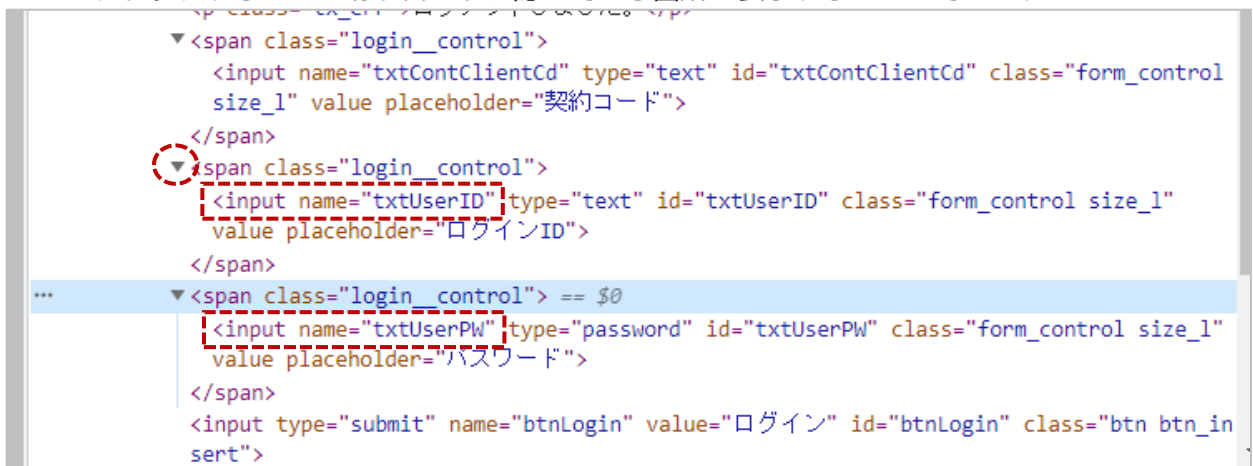 ▼<span class="login__control">
<input name="txtContClientCd" type="text" id="txtContClientCd" class="form_control
size_l" value placeholder="契約コード">
</span>
▼<span class="login__control">
<input name="txtUserID" type="text" id="txtUserID" class="form_control size_l"
value placeholder="ログインID">
</span>
… ▼<span class="login__control"> == $0
<input name="txtUserPW" type="password" id="txtUserPW" class="form_control size_l"
value placeholder="パスワード">
</span>
<input type="submit" name="btnLogin" value="ログイン" id="btnLogin" class="btn btn_in
sert">